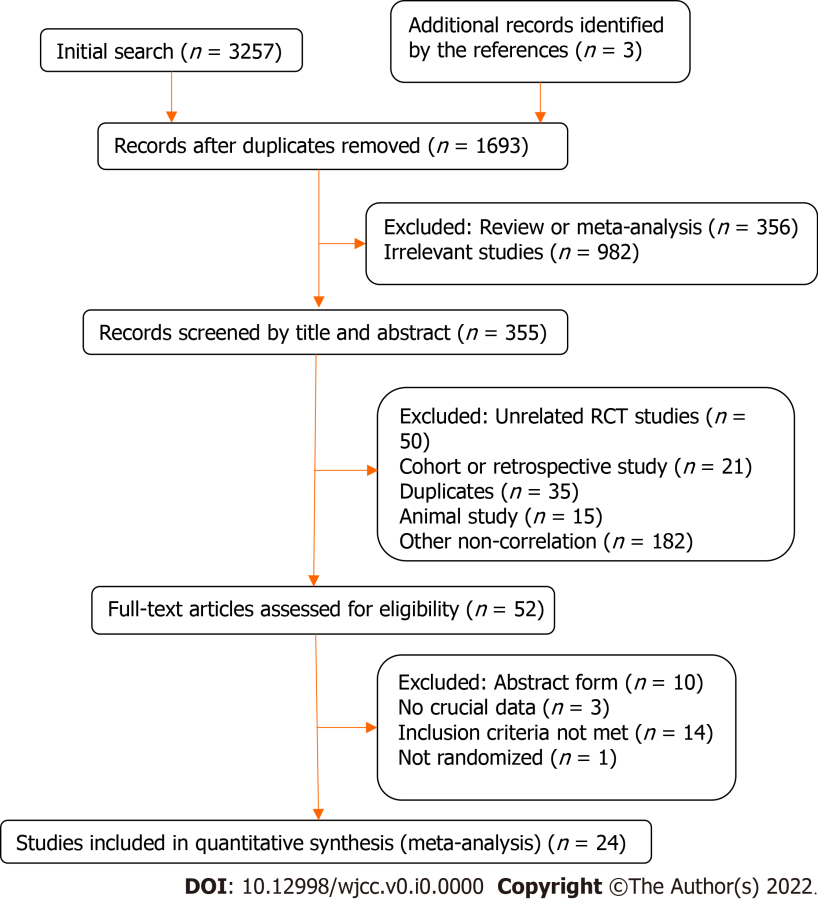 Initial search (n = 3257)
Additional records identified
by the references (n = 3)
Records after duplicates removed (n = 1693)
Excluded: Review or meta-analysis (n = 356)
Irrelevant studies (n = 982)
Records screened by title and abstract (n = 355)
Excluded: Unrelated RCT studies (n =
50)
Cohort or retrospective study (n = 21)
Duplicates (n = 35)
Animal study (n = 15)
Other non-correlation (n = 182)
Full-text articles assessed for eligibility (n = 52)
Excluded: Abstract form (n = 10)
No crucial data (n = 3)
Inclusion criteria not met (n = 14)
Not randomized (n = 1)
Studies included in quantitative synthesis (meta-analysis) (n = 24)
DOI: 10.12998/wjcc.v0.i0.0000 Copyright ©The Author(s) 2022.